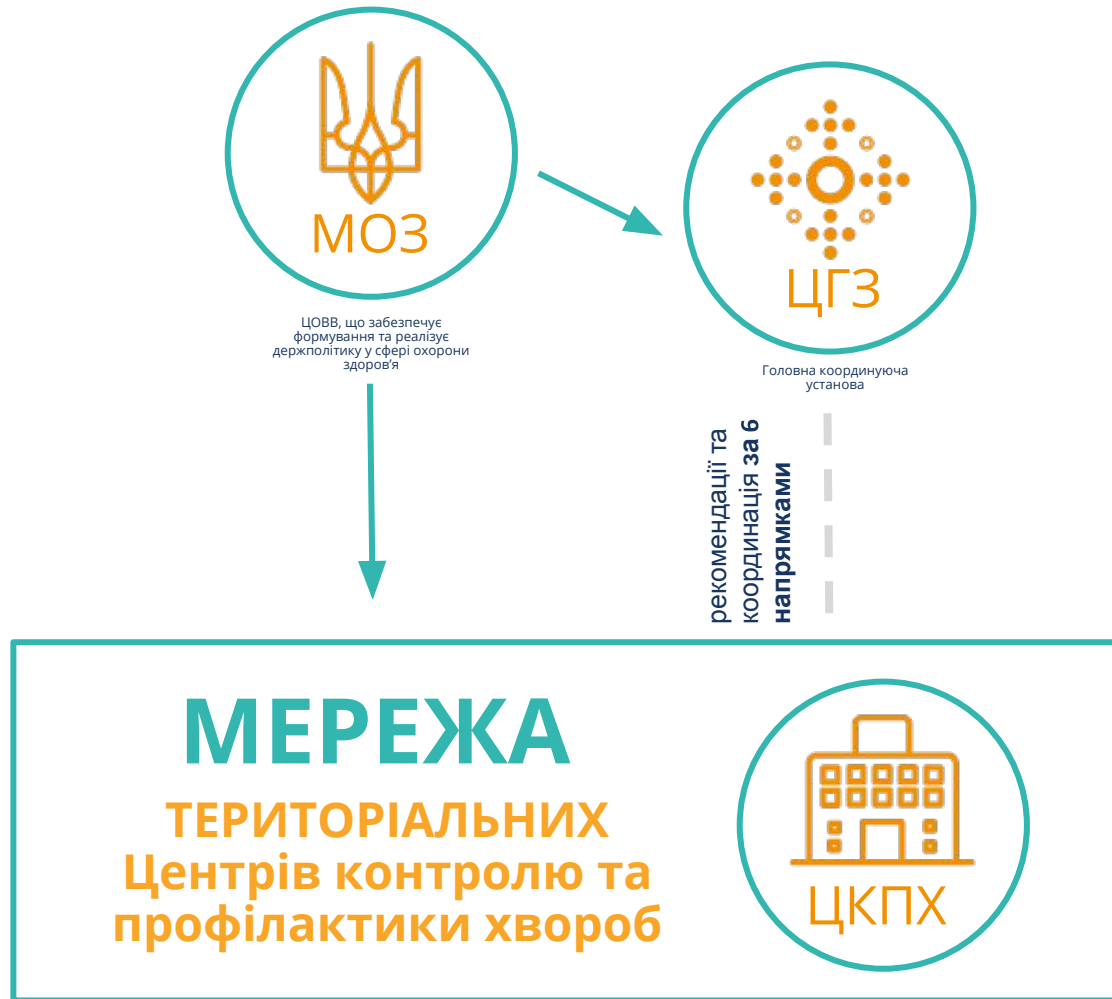 МОЗ
ЦОВВ, що забезпечує
формування та реалізує
держполітику у сфері охорони
здоров’я
ЦГЗ
Головна координуюча
установа
рекомендації та
координація за 6
напрямками
МЕРЕЖА
ТЕРИТОРІАЛЬНИХ
Центрів контролю та
профілактики хвороб
ЦКПХ